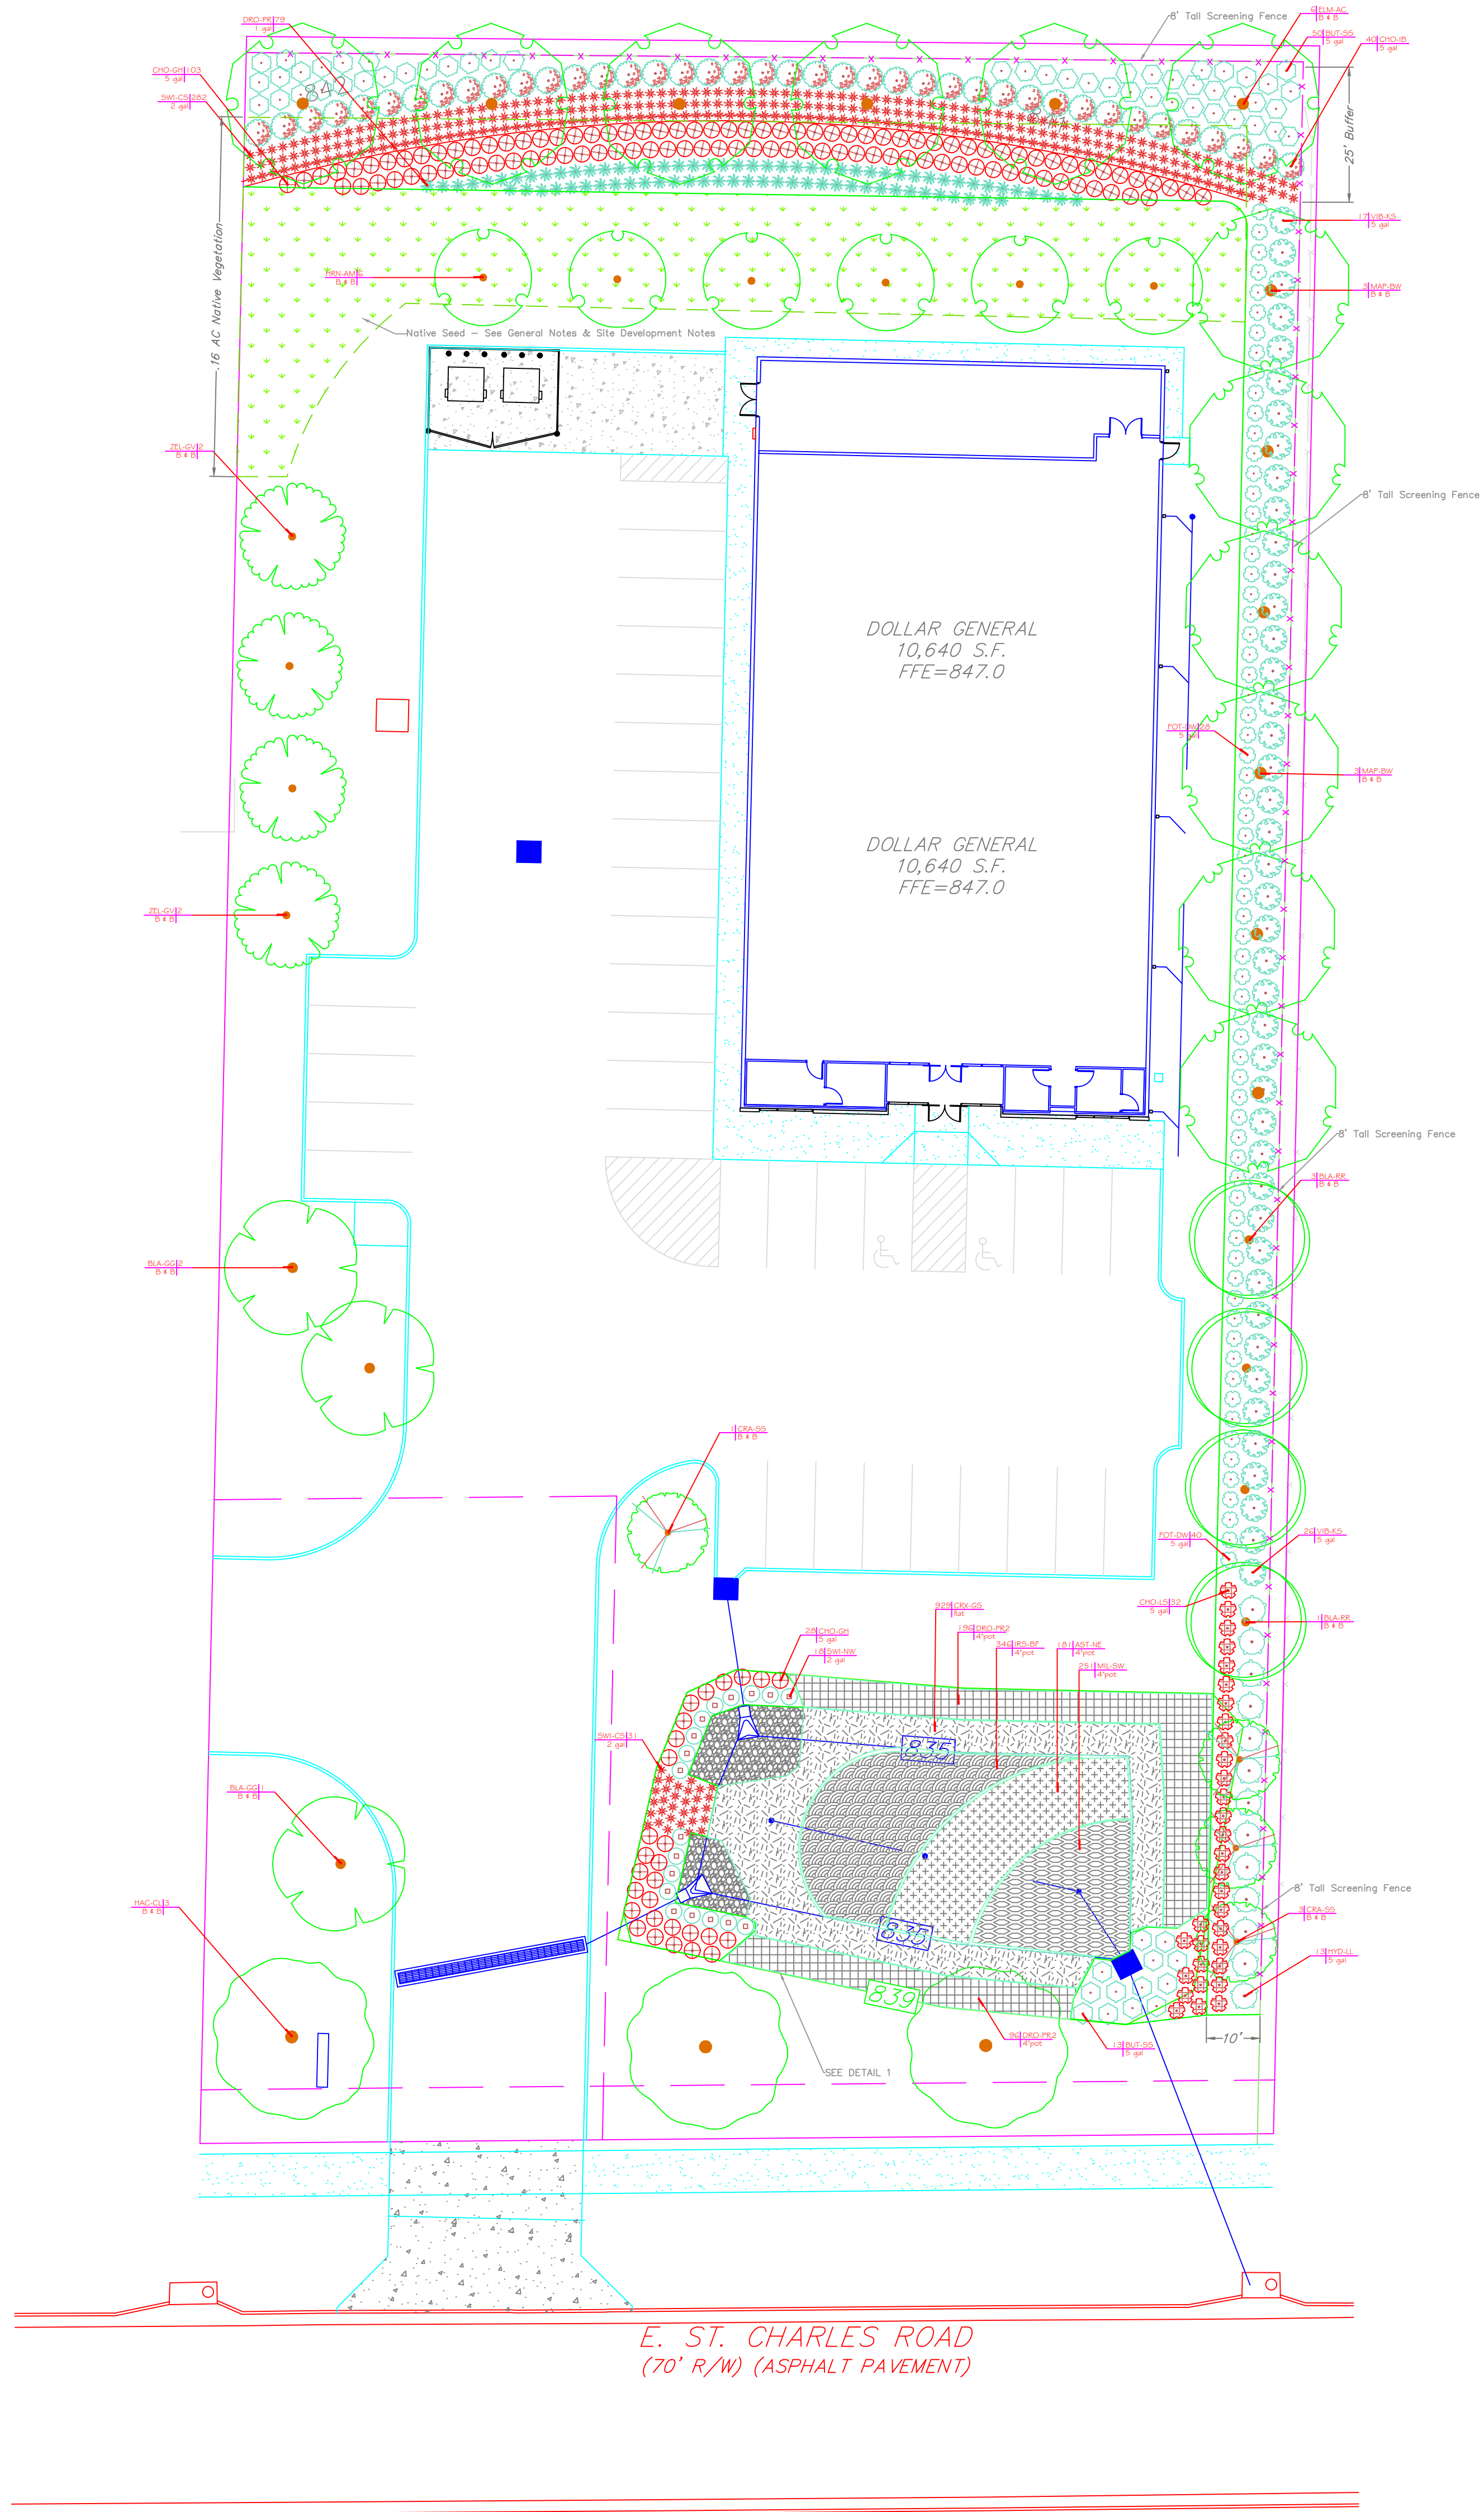 DRO-PR 79
1 gal
8' Tall Screening Fence
6 ELM-AC
B & B
50 BUT-SS
5 gal
40 CHO-IB
5 gal
CHO-GH 103
5 gal
SWI-CS 282
2 gal
842
25' Buffer
17 VIB-KS
5 gal
.16 AC Native Vegetation
HRN-AM 6
B & B
3 MAP-BW
B & B
Native Seed – See General Notes & Site Development Notes
ZEL-GV 2
B & B
8' Tall Screening Fence
DOLLAR GENERAL
10,640 S.F.
FFE=847.0
FOT-DW 28
5 gal
3 MAP-BW
B & B
DOLLAR GENERAL
10,640 S.F.
FFE=847.0
ZEL-GV 2
B & B
8' Tall Screening Fence
3 BLA-RR
B & B
BLA-GG 2
B & B
1 CRA-SS
B & B
FOT-DW 40
5 gal
26 VIB-KS
5 gal
CHO-LS 32
5 gal
929 CRX-GS
flat
1 BLA-RR
B & B
28 CHO-GH
5 gal
196 DRO-PR2
4"pot
346 IRS-BF
4"pot
181 AST-NE
4"pot
18 SWI-NW
2 gal
251 MIL-SW
4"pot
SWI-CS 31
2 gal
835
BLA-GG 1
B & B
8' Tall Screening Fence
HAC-CL 3
B & B
3 CRA-SS
B & B
835
13 HYD-LL
5 gal
839
10'
90 DRO-PR2
4"pot
13 BUT-SS
5 gal
SEE DETAIL 1
E. ST. CHARLES ROAD
(70' R/W) (ASPHALT PAVEMENT)